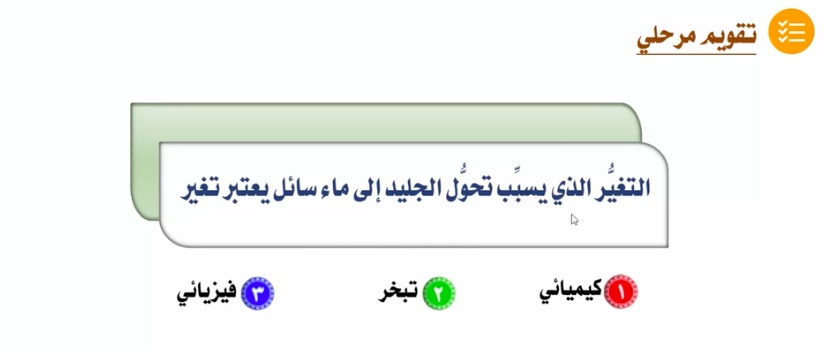 تقويم مرحلي
التغيُّر الذي يسبِّب تحوُّل الجليد إلى ماء سائل يعتبر تغير
١ كيميائي ٢ تبخر ٣ فيزيائي